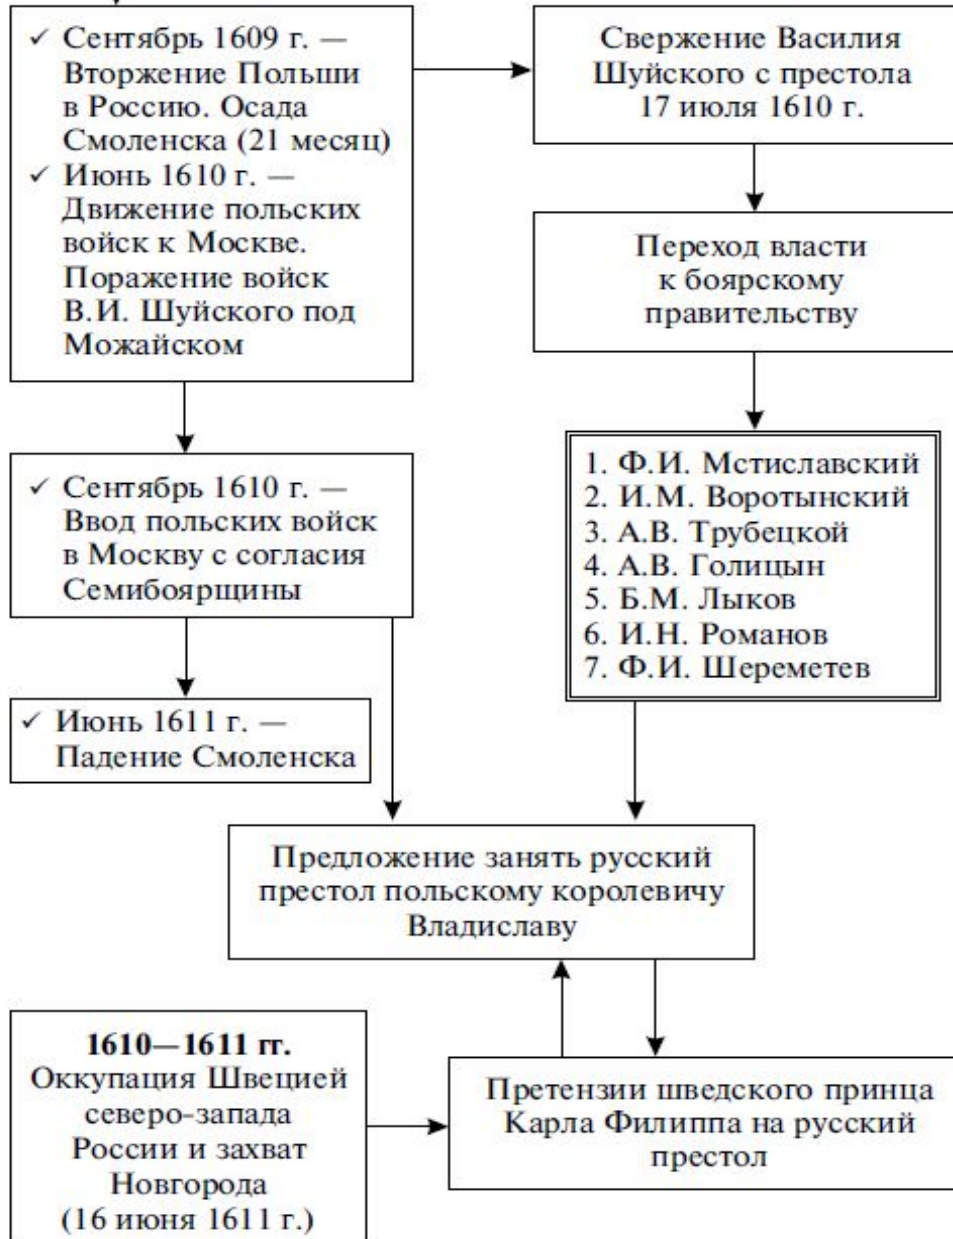 ✓ Сентябрь 1609 г. —
Вторжение Польши
в Россию. Осада
Смоленска (21 месяц)
✓ Июнь 1610 г. —
Движение польских
войск к Москве.
Поражение войск
В.И. Шуйского под
Можайском
Свержение Василия
Шуйского с престола
17 июля 1610 г.
Переход власти
к боярскому
правительству
1. Ф.И. Мстиславский
2. И.М. Воротынский
3. А.В. Трубецкой
4. А.В. Голицын
5. Б.М. Лыков
6. И.Н. Романов
7. Ф.И. Шереметев
✓ Сентябрь 1610 г. —
Ввод польских войск
в Москву с согласия
Семибоярщины
✓ Июнь 1611 г. —
Падение Смоленска
Предложение занять русский
престол польскому королевичу
Владиславу
1610—1611 гг.
Оккупация Швецией
северо-запада
России и захват
Новгорода
(16 июня 1611 г.)
Претензии шведского принца
Карла Филиппа на русский
престол